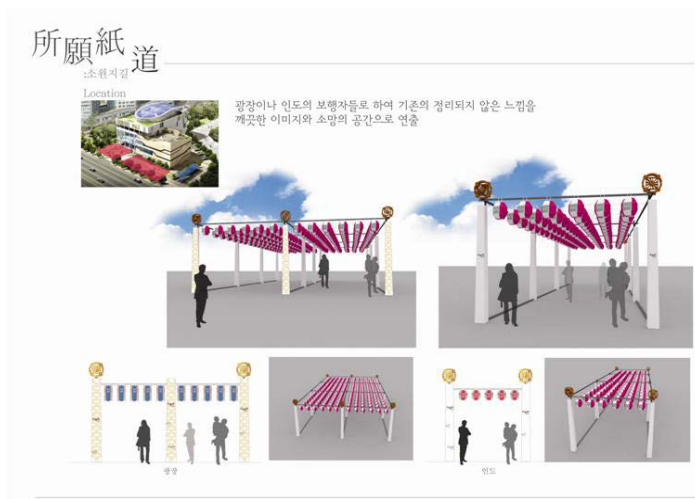 所願紙道
:소원지길
Location
광장이나 인도의 보행자들로 하여 기존의 정리되지 않은 느낌을
깨끗한 이미지와 소망의 공간으로 연출
광장
인도